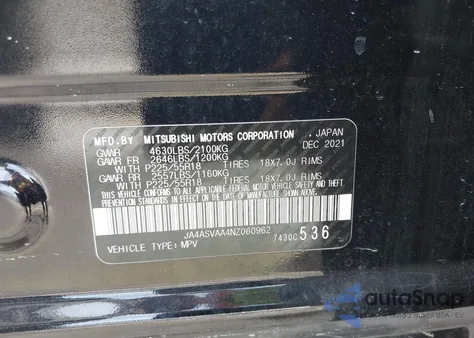 MFD.BY MITSUBISHI MOTORS CORPORATION , JAPAN
GVWR 4630LBS/2100KG DEC 2021
GAWR FR 2646LBS/1200KG
WITH P225/55R18 TIRES 18X7.0J RIMS
GAWR RR 2557LBS/1160KG
WITH P225/55R18 TIRES 18X7.0J RIMS
THIS VEHICLE CONFORMS TO ALL APPLICABLE
FEDERAL MOTOR VEHICLE SAFETY AND
THEFT PREVENTION STANDARDS IN EFFECT ON
THE DATE OF MANUFACTURE SHOWN ABOVE.
JA4ASVAA4NZ060962
VEHICLE TYPE: MPV 7430C 536
autoSnap